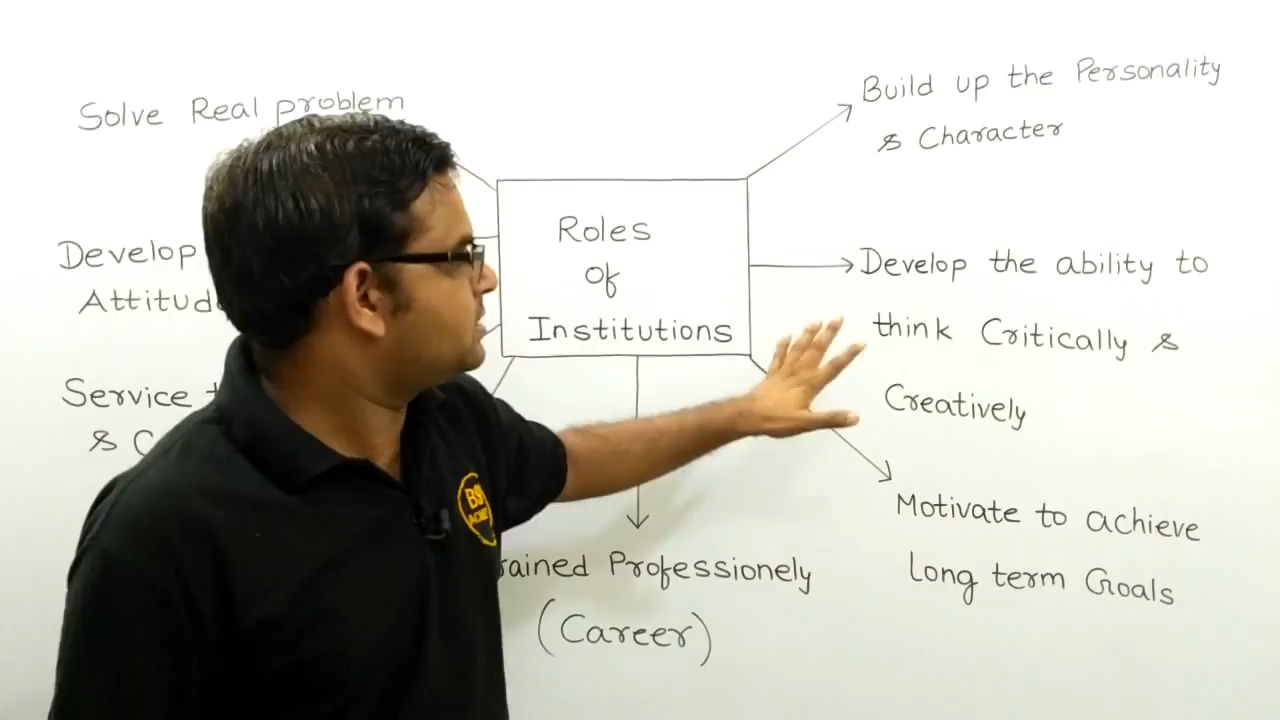 Solve Real problem
Develop
Attitud
Service
&
Roles
of
Institutions
Build up the Personality
& Character
Develop the ability to
think Critically &
Creatively
Motivate to achieve
long term Goals
rained Professionely
(Career)